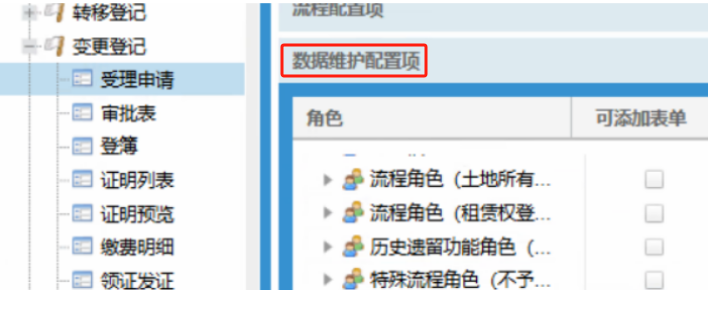 转移登记
变更登记
受理申请
审批表
登簿
证明列表
证明预览
缴费明细
领证发证
流程配置项
数据维护配置项
角色 可添加表单
流程角色（土地所有...
流程角色（租赁权登...
历史遗留功能角色（...
特殊流程角色（不予...